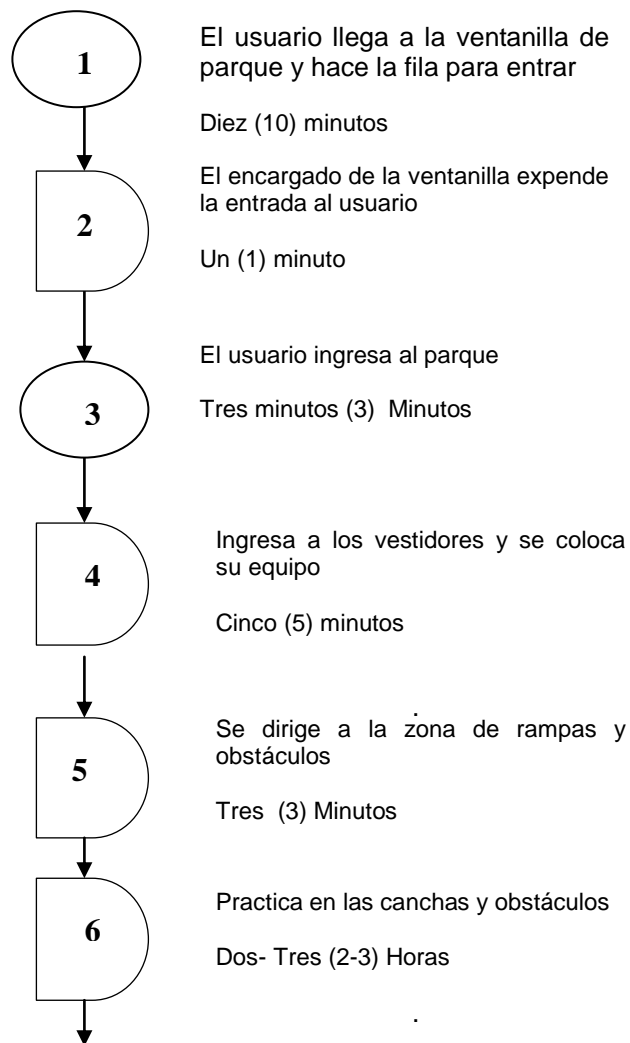 1
El usuario llega a la ventanilla de
parque y hace la fila para entrar
Diez (10) minutos
2
El encargado de la ventanilla expende
la entrada al usuario
Un (1) minuto
3
El usuario ingresa al parque
Tres minutos (3) Minutos
4
Ingresa a los vestidores y se coloca
su equipo
Cinco (5) minutos
.
5
Se dirige a la zona de rampas y
obstáculos
Tres (3) Minutos
6
Practica en las canchas y obstáculos
Dos- Tres (2-3) Horas
.